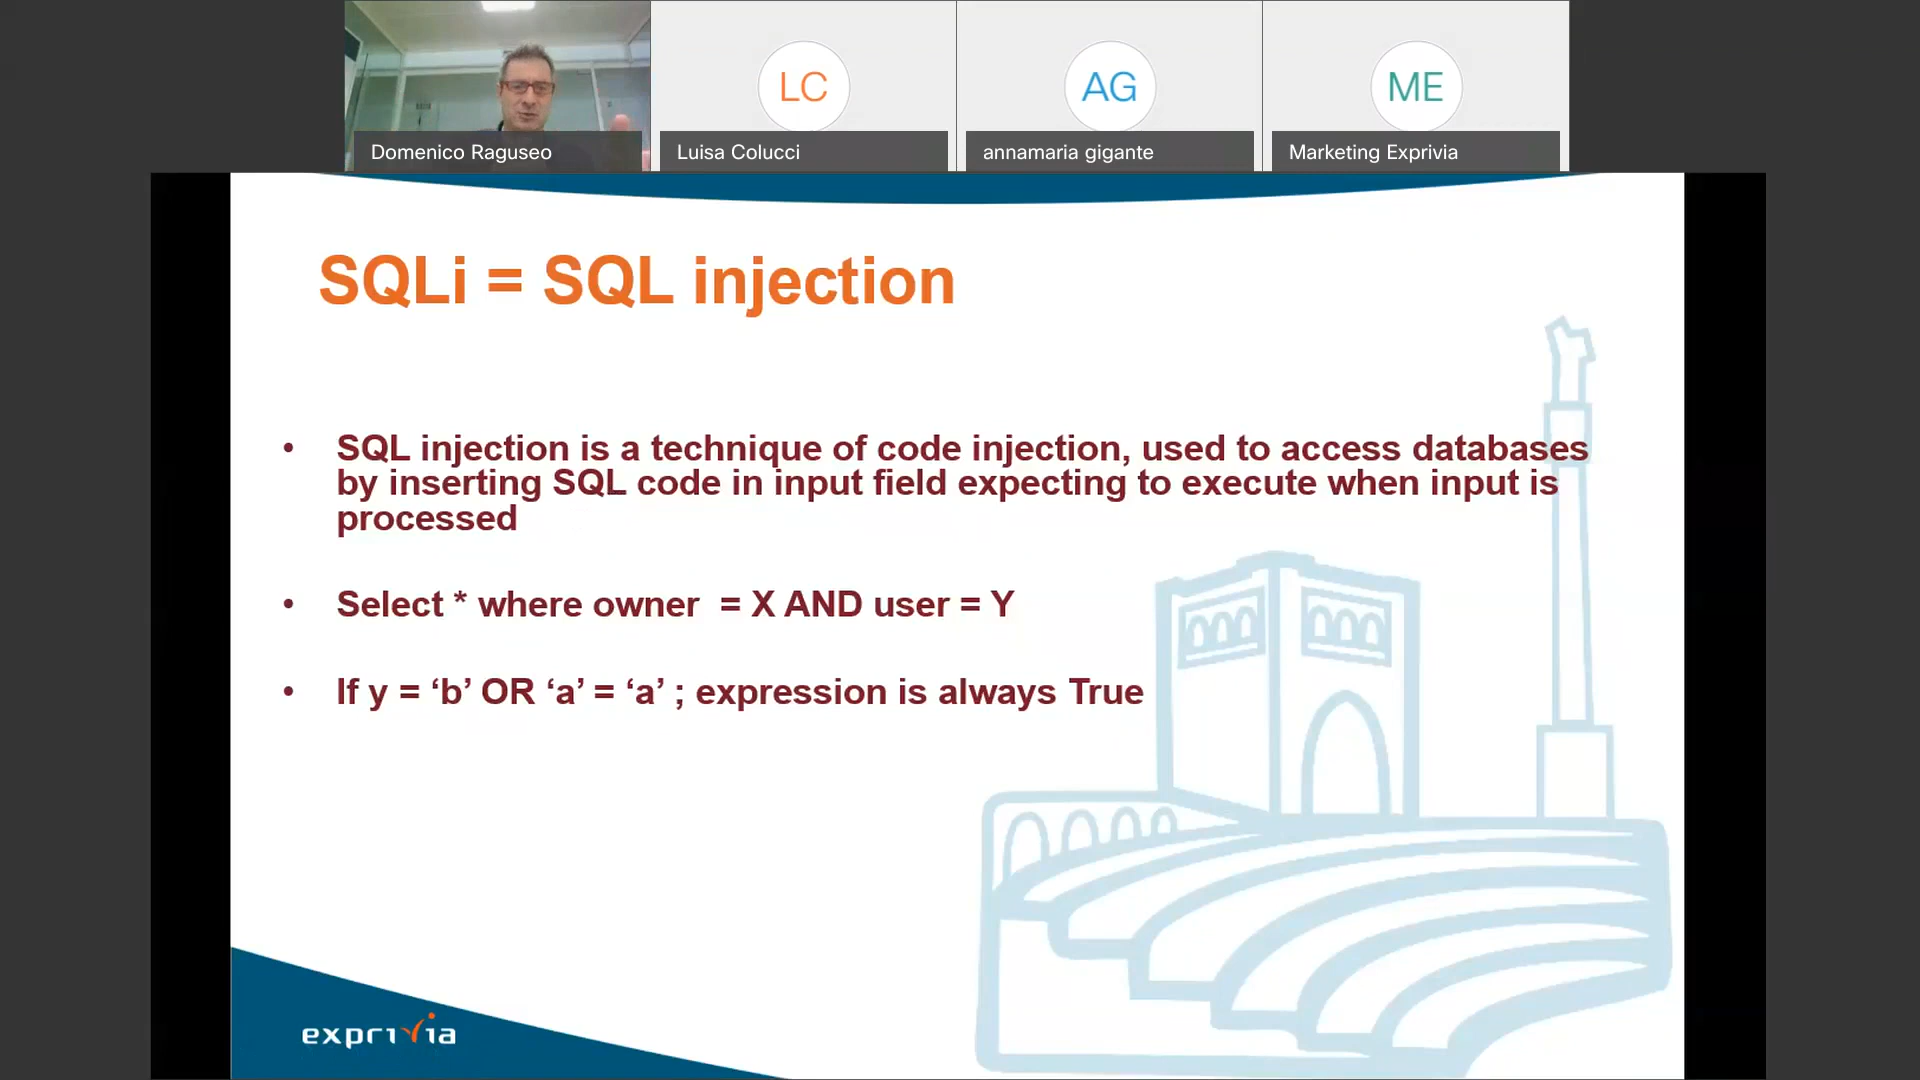 LC
AG
ME
Domenico Raguseo
Luisa Colucci
annamaria gigante
Marketing Exprivia
SQLi = SQL injection
• SQL injection is a technique of code injection, used to access databases
by inserting SQL code in input field expecting to execute when input is
processed
• Select * where owner = X AND user = Y
• If y = ‘b’ OR ‘a’ = ‘a’ ; expression is always True
exprivia